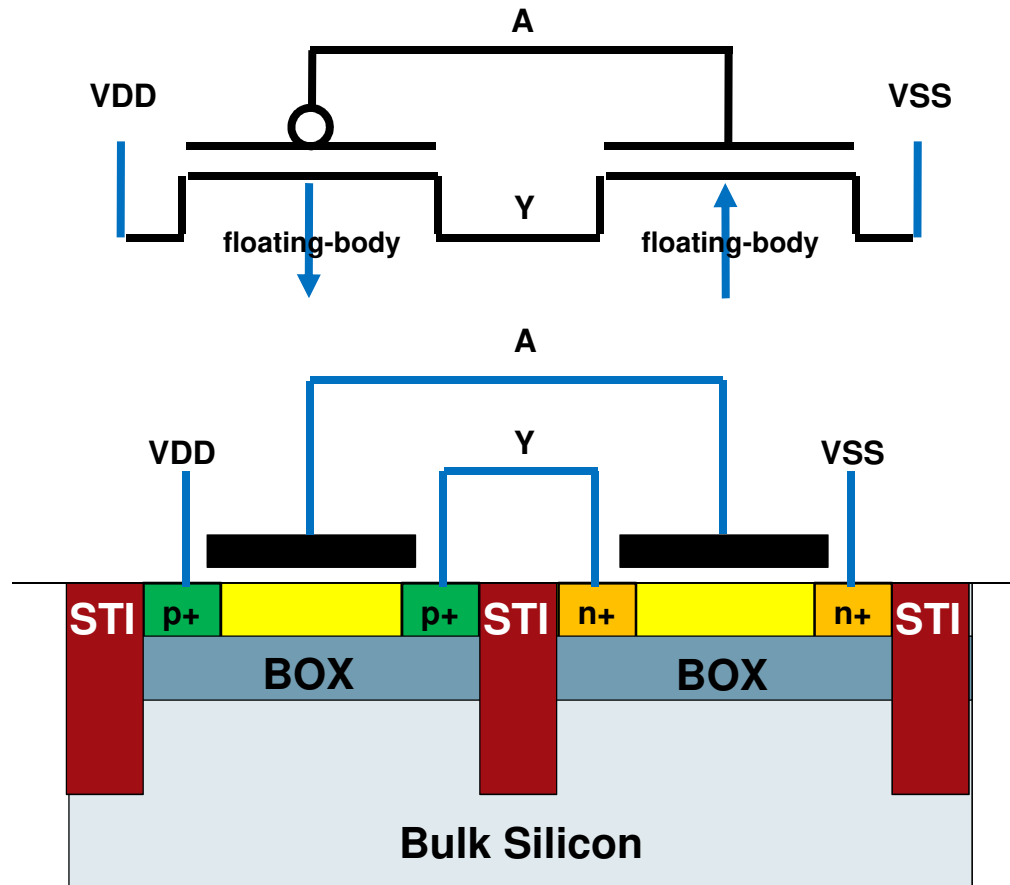 A
VDD
VSS
Y
floating-body
floating-body
A
Y
VDD
VSS
STI
p+
p+
STI
n+
n+
STI
BOX
BOX
Bulk Silicon